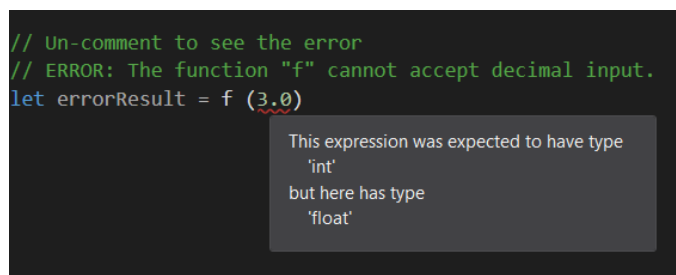 // Un-comment to see the error
// ERROR: The function "f" cannot accept decimal input.
let errorResult = f (3.0)
This expression was expected to have type
'int'
but here has type
'float'